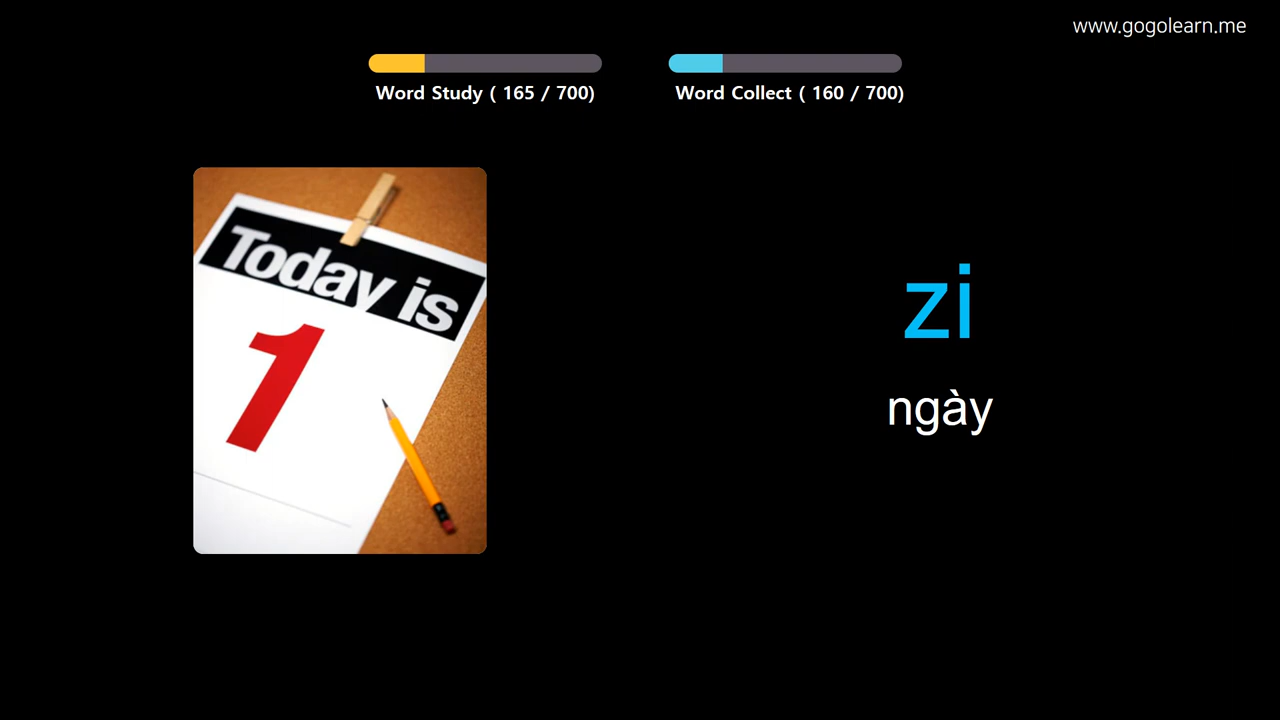 www.gogolearn.me
Word Study ( 165 / 700)
Word Collect ( 160 / 700)
Today is
1
zi
ngày